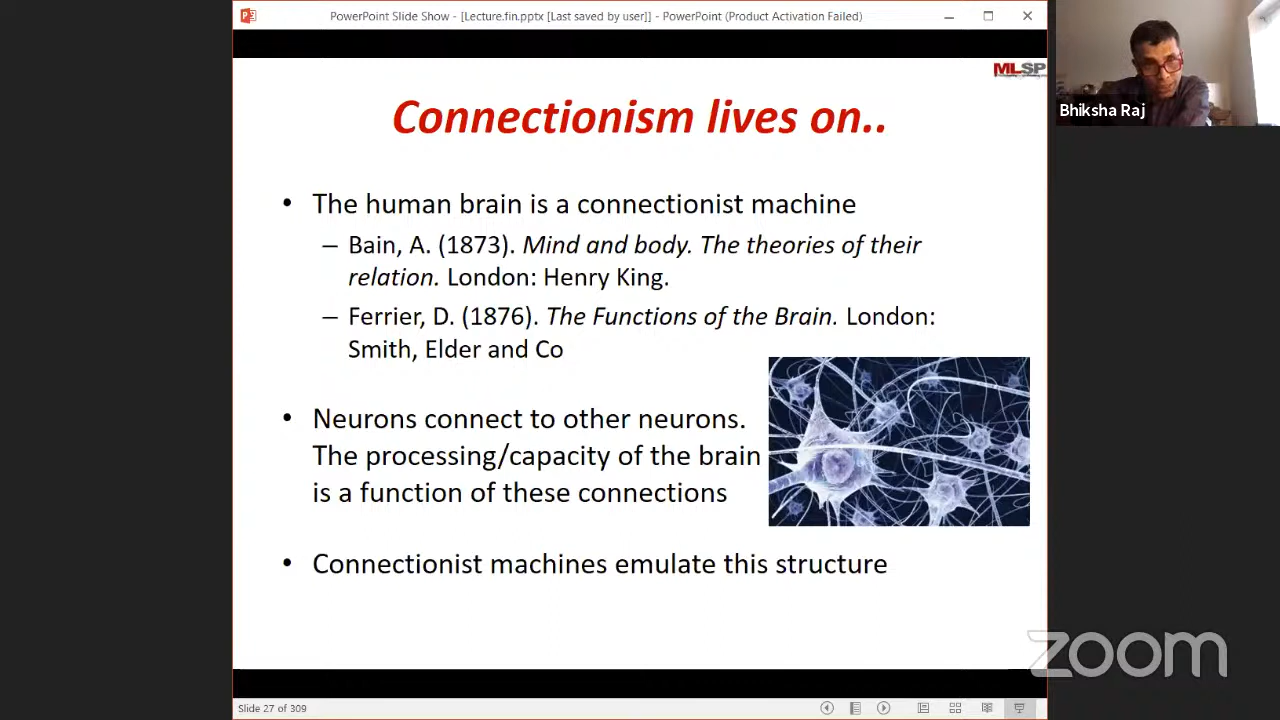 PowerPoint Slide Show - [Lecture.fin.pptx [Last saved by user]] - PowerPoint (Product Activation Failed)
MLSP
Bhiksha Raj
Connectionism lives on..
• The human brain is a connectionist machine
– Bain, A. (1873). Mind and body. The theories of their
relation. London: Henry King.
– Ferrier, D. (1876). The Functions of the Brain. London:
Smith, Elder and Co
• Neurons connect to other neurons.
The processing/capacity of the brain
is a function of these connections
• Connectionist machines emulate this structure
zoom
Slide 27 of 309